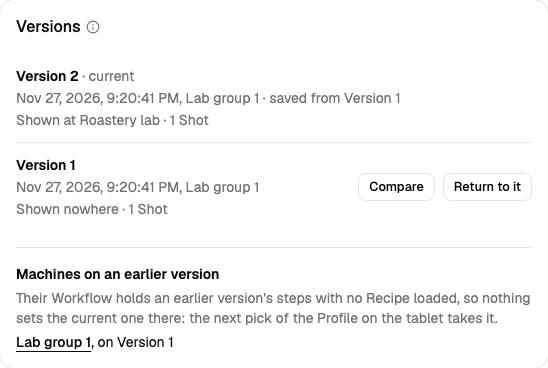 Versions
Version 2 · current
Nov 27, 2026, 9:20:41 PM, Lab group 1 · saved from Version 1
Shown at Roastery lab · 1 Shot
Version 1
Nov 27, 2026, 9:20:41 PM, Lab group 1
Shown nowhere · 1 Shot
Compare
Return to it
Machines on an earlier version
Their Workflow holds an earlier version's steps with no Recipe loaded, so nothing
sets the current one there: the next pick of the Profile on the tablet takes it.
Lab group 1, on Version 1